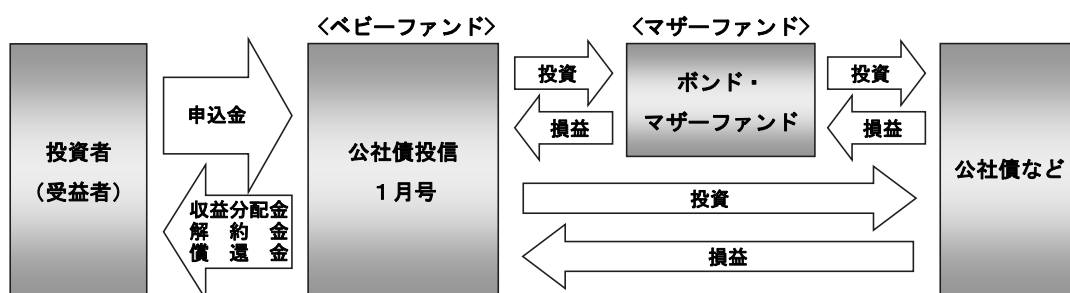 〈ベビーファンド〉
〈マザーファンド〉
投資者
（受益者）
申込金
収益分配金
解約金
償還金
公社債投信
１月号
投資
損益
ボンド・
マザーファンド
投資
損益
投資
損益
公社債など